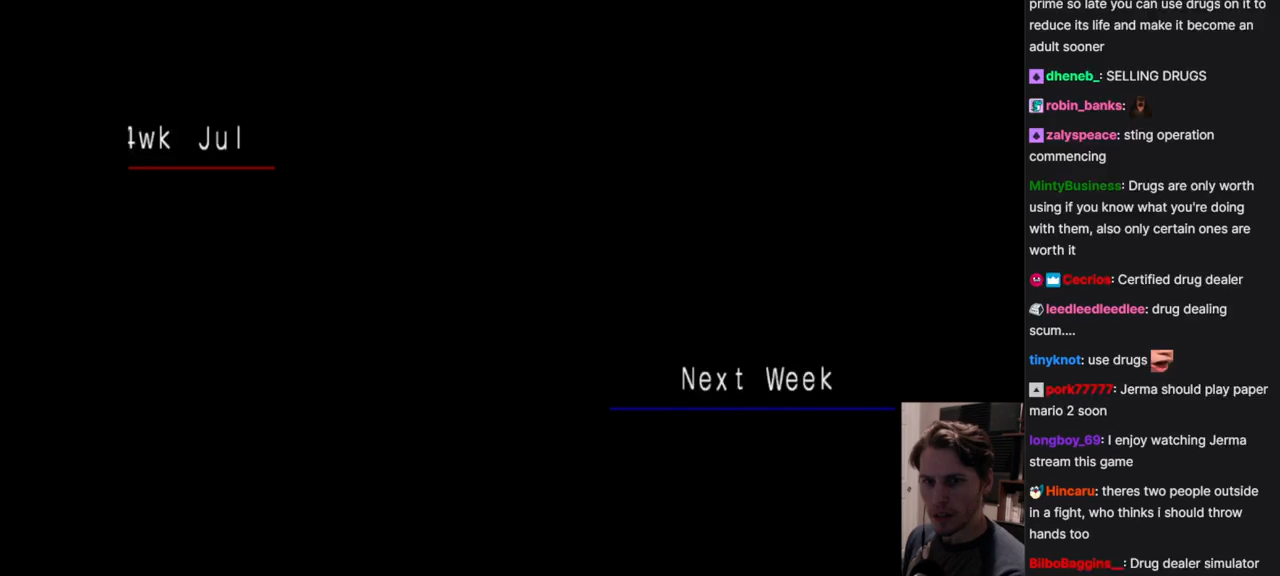 prime so late you can use drugs on it to
reduce its life and make it become an
adult sooner
dheneb_: SELLING DRUGS
robin_banks:
zalyspeace: sting operation
commencing
MintyBusiness: Drugs are only worth
using if you know what you're doing
with them, also only certain ones are
worth it
Cecrios: Certified drug dealer
leedleedleedlee: drug dealing
scum....
tinyknot: use drugs
pork77777: Jerma should play paper
mario 2 soon
longboy_69: I enjoy watching Jerma
stream this game
Hincaru: theres two people outside
in a fight, who thinks i should throw
hands too
BilboBaggins__: Drug dealer simulator
4wk Jul
Next Week